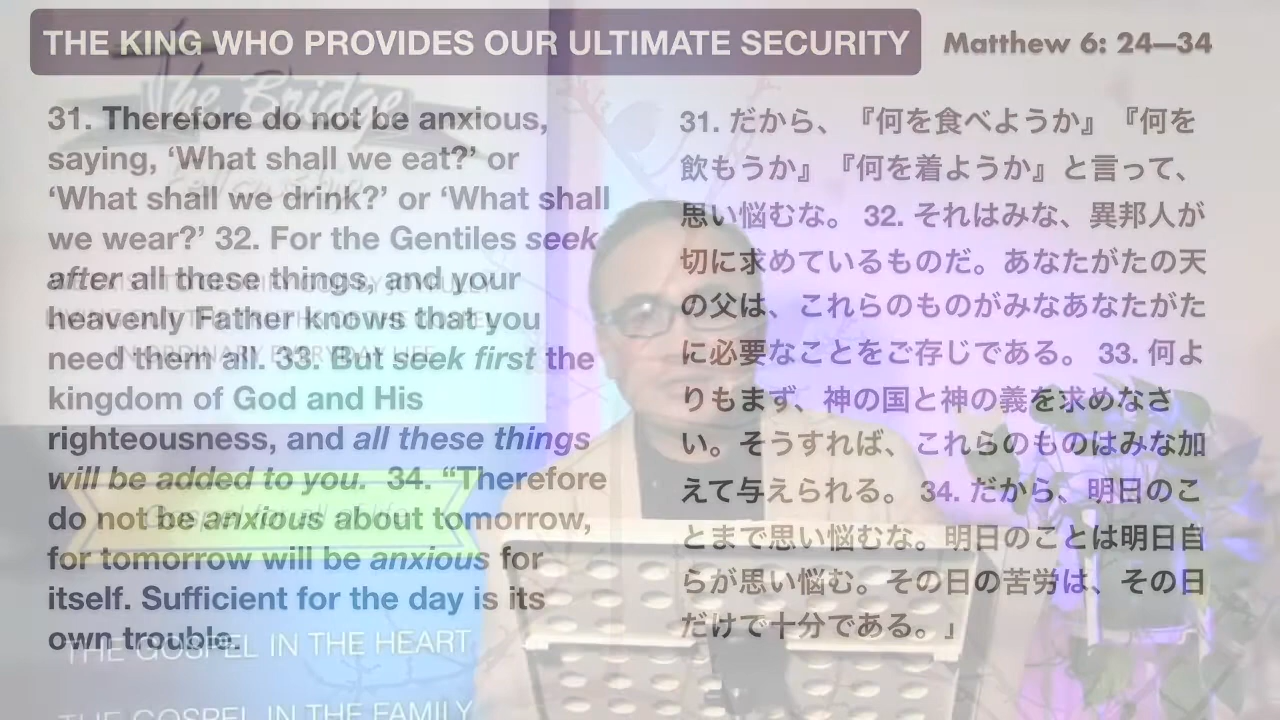 THE KING WHO PROVIDES OUR ULTIMATE SECURITY
Matthew 6: 24—34
31. Therefore do not be anxious,
saying, ‘What shall we eat?’ or
‘What shall we drink?’ or ‘What shall
we wear?’ 32. For the Gentiles seek
after all these things, and your
heavenly Father knows that you
need them all. 33. But seek first the
kingdom of God and His
righteousness, and all these things
will be added to you. 34. “Therefore
do not be anxious about tomorrow,
for tomorrow will be anxious for
itself. Sufficient for the day is its
own trouble.
31. だから、『何を食べようか』『何を
飲もうか』『何を着ようか』と言って、
思い悩むな。 32. それはみな、異邦人が
切に求めているものだ。あなたがたの天
の父は、これらのものがみなあなたがた
に必要なことをご存じである。 33. 何よ
りもまず、神の国と神の義を求めなさ
い。そうすれば、これらのものはみな加
えて与えられる。 34. だから、明日のこ
とまで思い悩むな。明日のことは明日自
らが思い悩む。その日の苦労は、その日
だけで十分である。」
The Bridge
IN ORDINARY EVERYDAY LIFE
Gospel for all of life
THE GOSPEL IN THE HEART
THE GOSPEL IN THE FAMILY